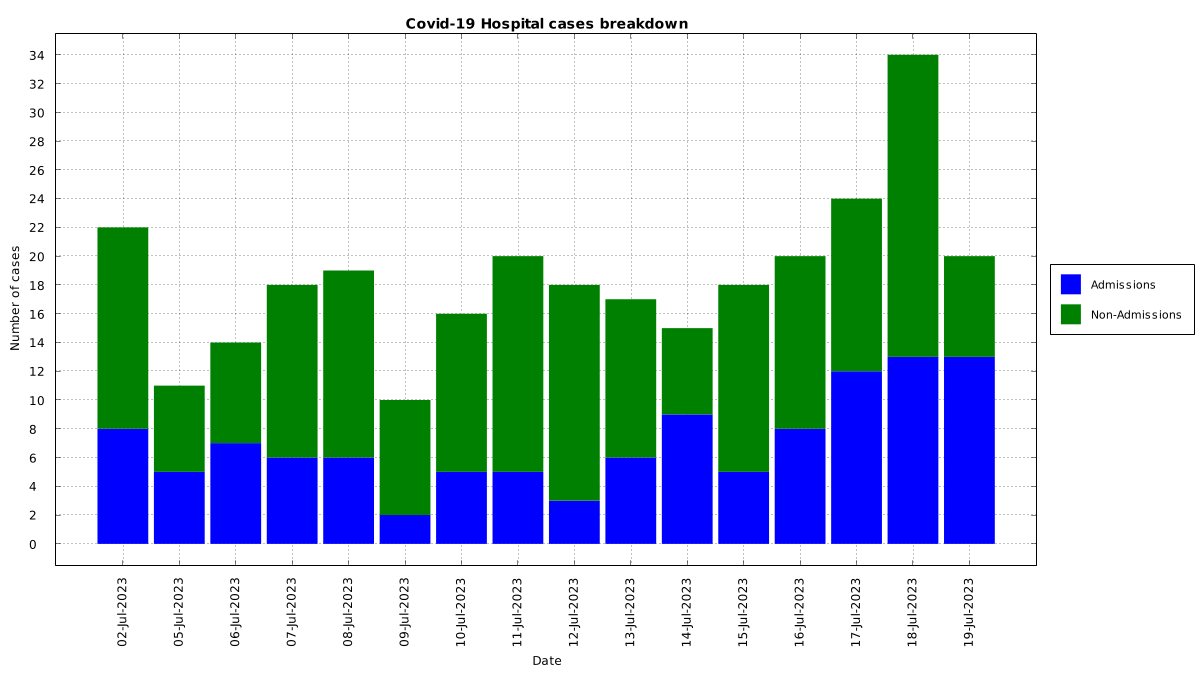 Covid-19 Hospital cases breakdown
34
32
30
28
26
24
22
20
18
16
14
12
10
8
6
4
2
0
Number of cases
02-Jul-2023
05-Jul-2023
06-Jul-2023
07-Jul-2023
08-Jul-2023
09-Jul-2023
10-Jul-2023
11-Jul-2023
12-Jul-2023
13-Jul-2023
14-Jul-2023
15-Jul-2023
16-Jul-2023
17-Jul-2023
18-Jul-2023
19-Jul-2023
Date
Admissions
Non-Admissions